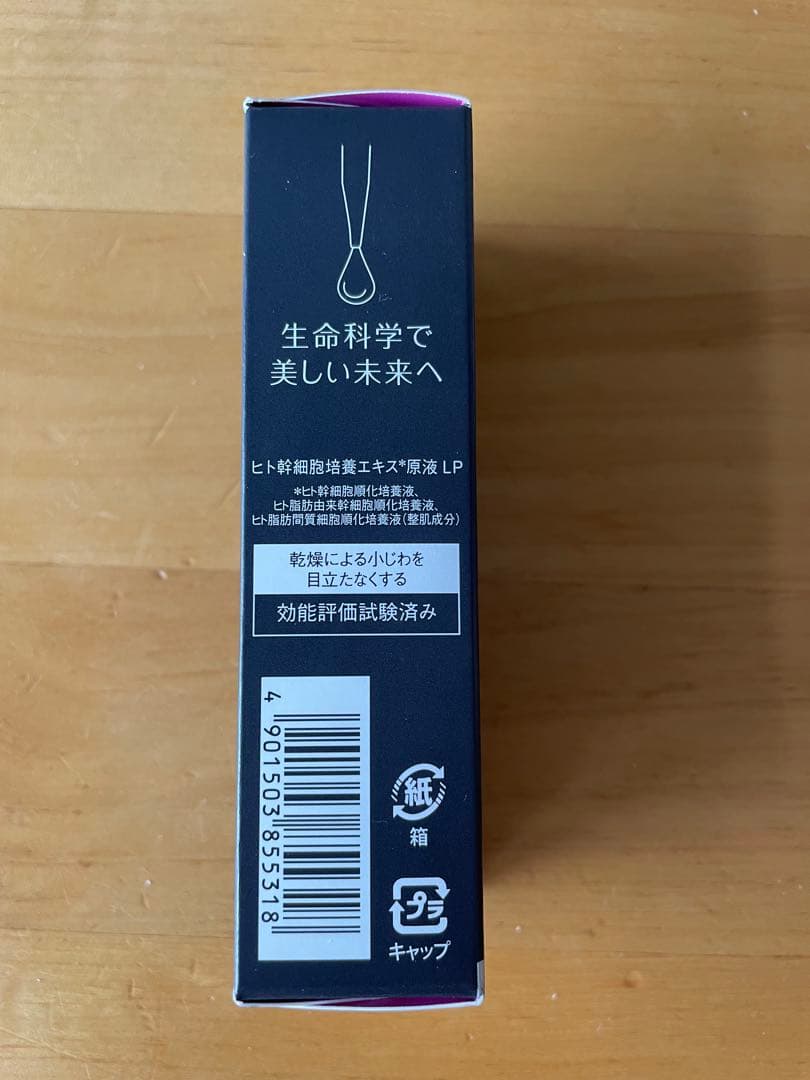 生命科学で
美しい未来へ
ヒト幹細胞培養エキス*原液 LP
*ヒト幹細胞順化培養液、
ヒト脂肪由来幹細胞順化培養液、
ヒト脂肪間質細胞順化培養液（整肌成分）
乾燥による小じわを
目立たなくする
効能評価試験済み
4 901503 855318
紙
箱
プラ
キャップ